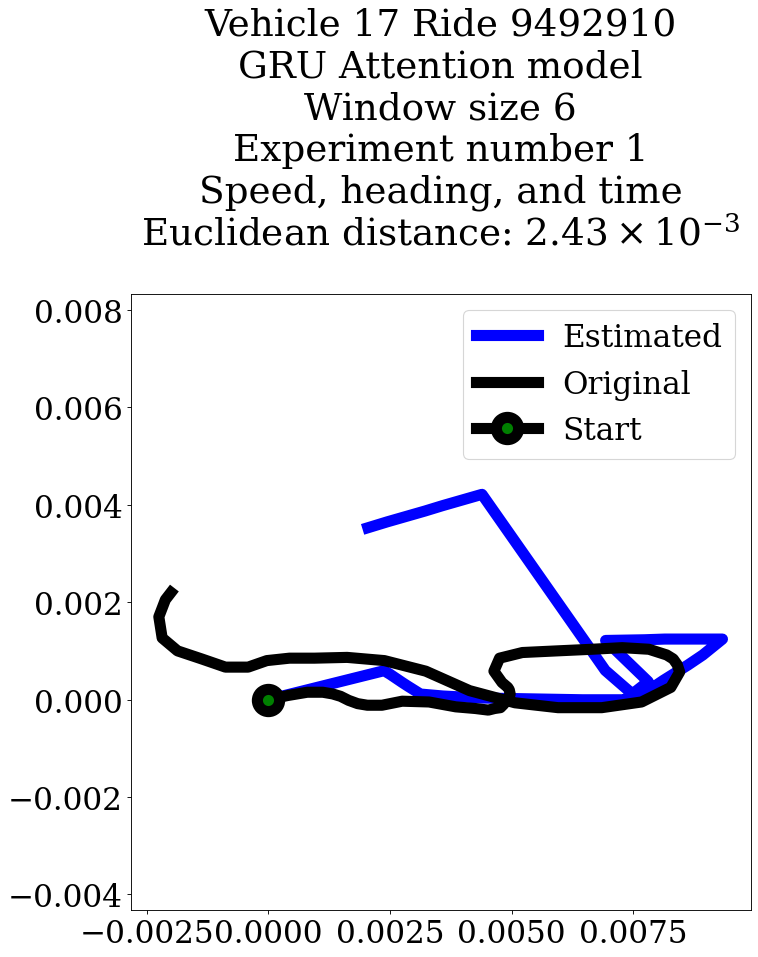 Vehicle 17 Ride 9492910
GRU Attention model
Window size 6
Experiment number 1
Speed, heading, and time
Euclidean distance: 2.43 × 10⁻³
0.008
0.006
0.004
0.002
0.000
−0.002
−0.004
Estimated
Original
Start
−0.0025 0.0000 0.0025 0.0050 0.0075